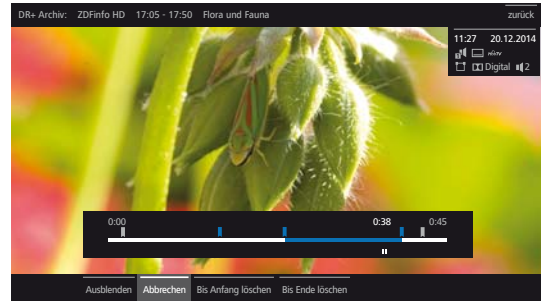 DR+ Archiv: ZDFinfo HD 17:05 - 17:50 Flora und Fauna zurück
11:27 20.12.2014
Digital 2
0:00 0:38 0:45
Ausblenden Abbrechen Bis Anfang löschen Bis Ende löschen